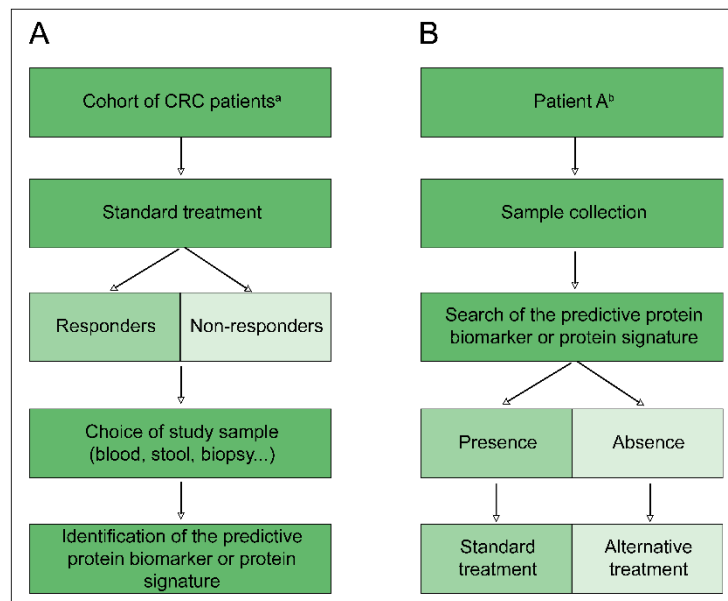 A
Cohort of CRC patientsᵃ
Standard treatment
Responders
Non-responders
Choice of study sample
(blood, stool, biopsy...)
Identification of the predictive
protein biomarker or protein
signature
B
Patient Aᵇ
Sample collection
Search of the predictive protein
biomarker or protein signature
Presence
Absence
Standard
treatment
Alternative
treatment